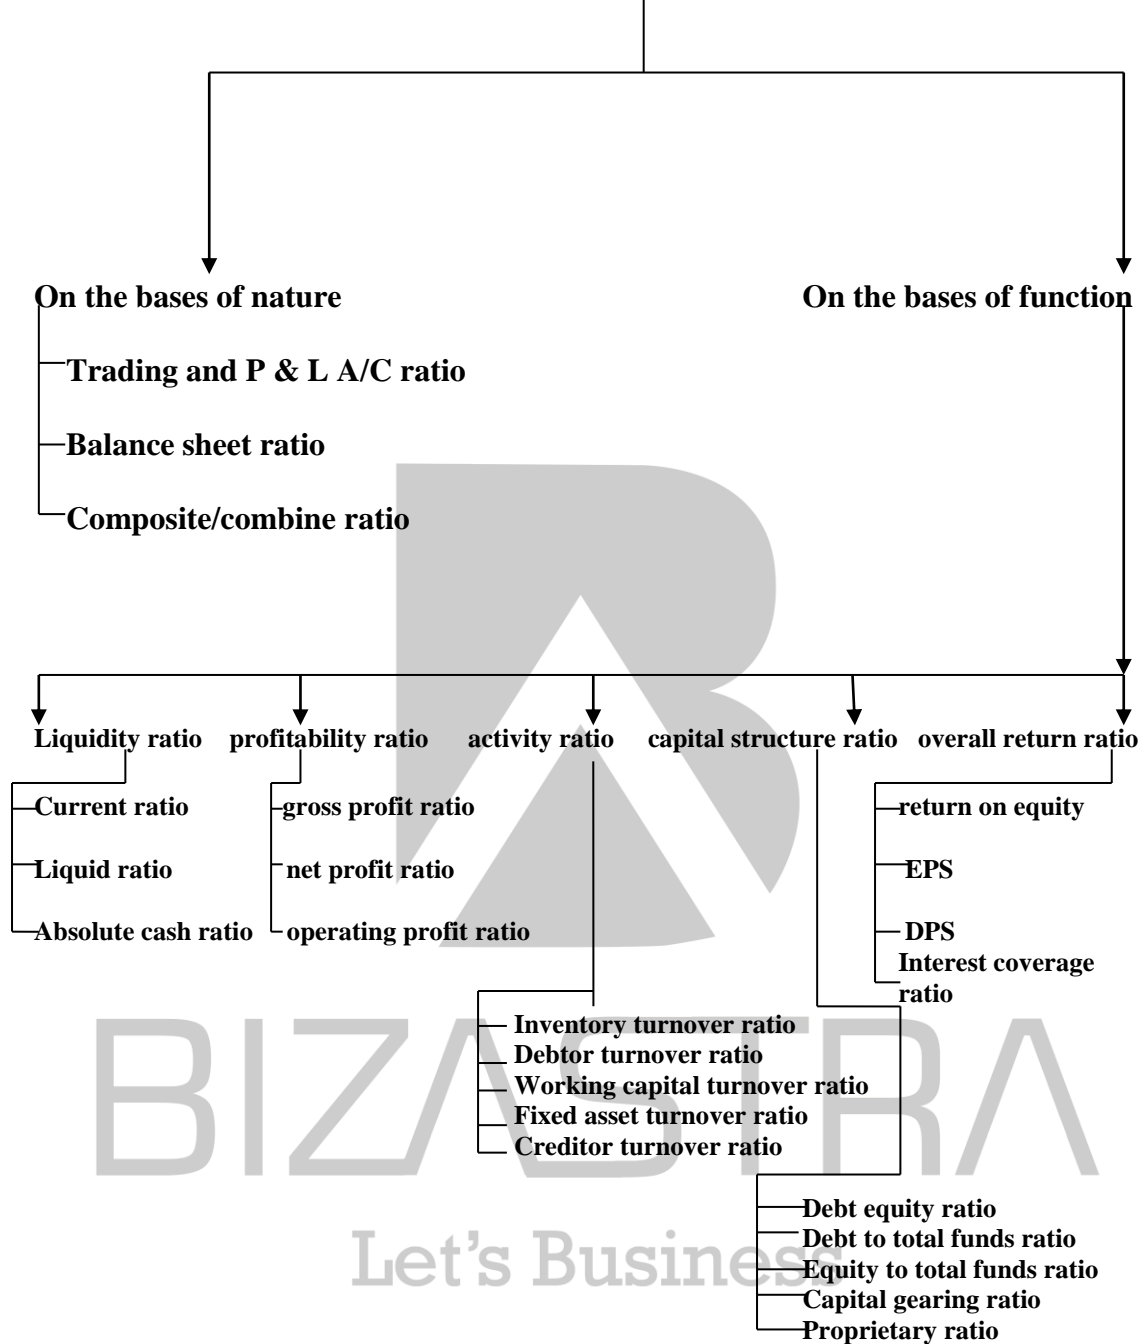 On the bases of nature
On the bases of function
Trading and P & L A/C ratio
Balance sheet ratio
Composite/combine ratio
Liquidity ratio
profitability ratio
activity ratio
capital structure ratio
overall return ratio
Current ratio
gross profit ratio
return on equity
Liquid ratio
net profit ratio
EPS
Absolute cash ratio
operating profit ratio
DPS
Interest coverage
ratio
Inventory turnover ratio
Debtor turnover ratio
Working capital turnover ratio
Fixed asset turnover ratio
Creditor turnover ratio
Debt equity ratio
Debt to total funds ratio
Equity to total funds ratio
Capital gearing ratio
Proprietary ratio
BIZASTRA
Let's Business